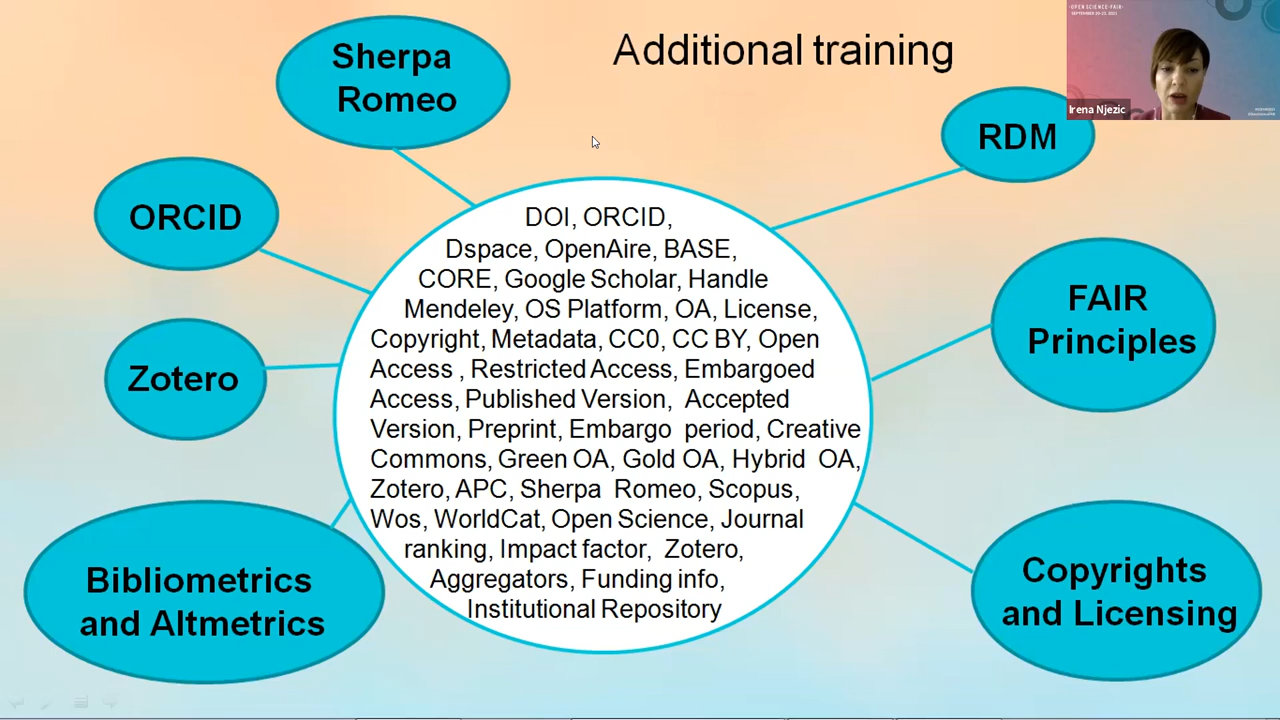 Additional training
Sherpa
Romeo
ORCID
Zotero
Bibliometrics
and Altmetrics
DOI, ORCID,
Dspace, OpenAire, BASE,
CORE, Google Scholar, Handle
Mendeley, OS Platform, OA, License,
Copyright, Metadata, CC0, CC BY, Open
Access , Restricted Access, Embargoed
Access, Published Version, Accepted
Version, Preprint, Embargo period, Creative
Commons, Green OA, Gold OA, Hybrid OA,
Zotero, APC, Sherpa Romeo, Scopus,
Wos, WorldCat, Open Science, Journal
ranking, Impact factor, Zotero,
Aggregators, Funding info,
Institutional Repository
RDM
FAIR
Principles
Copyrights
and Licensing
OPEN SCIENCE FAIR
Irena Njezic